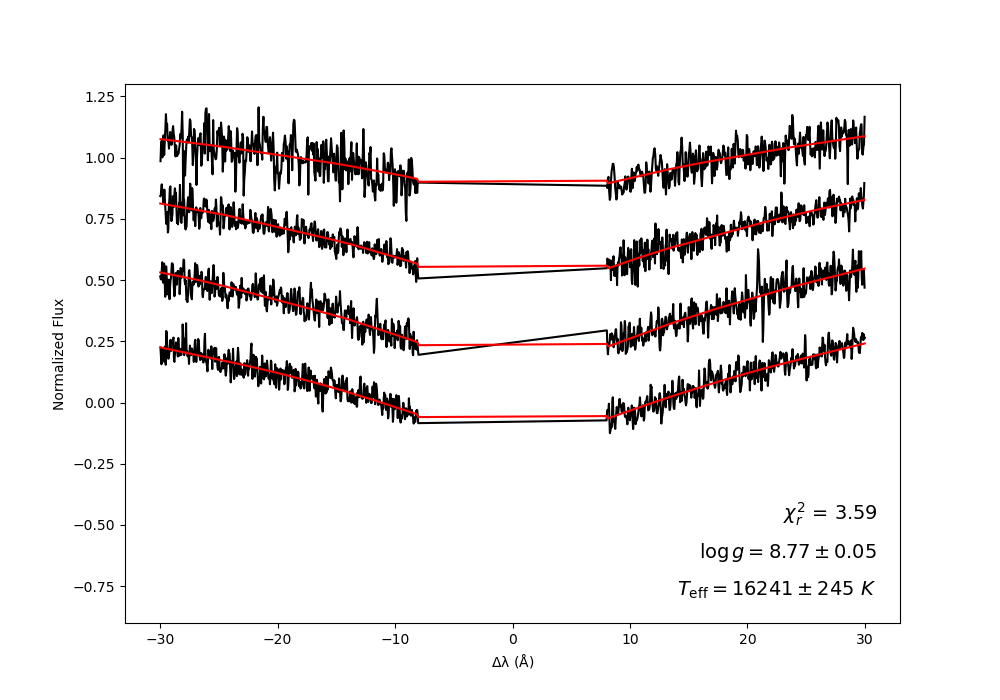 1.25
1.00
0.75
0.50
0.25
0.00
−0.25
−0.50
−0.75
Normalized Flux
χ²ᵣ = 3.59
log g = 8.77 ± 0.05
T_eff = 16241 ± 245 K
−30 −20 −10 0 10 20 30
Δλ (Å)